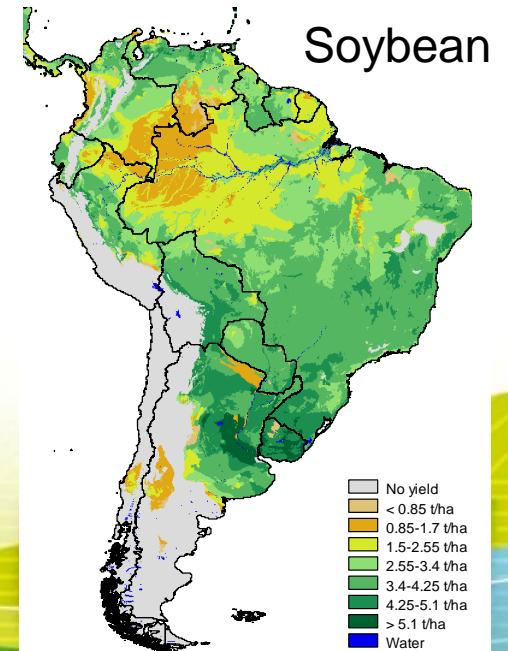 Soybean
No yield
< 0.85 t/ha
0.85-1.7 t/ha
1.5-2.55 t/ha
2.55-3.4 t/ha
3.4-4.25 t/ha
4.25-5.1 t/ha
> 5.1 t/ha
Water